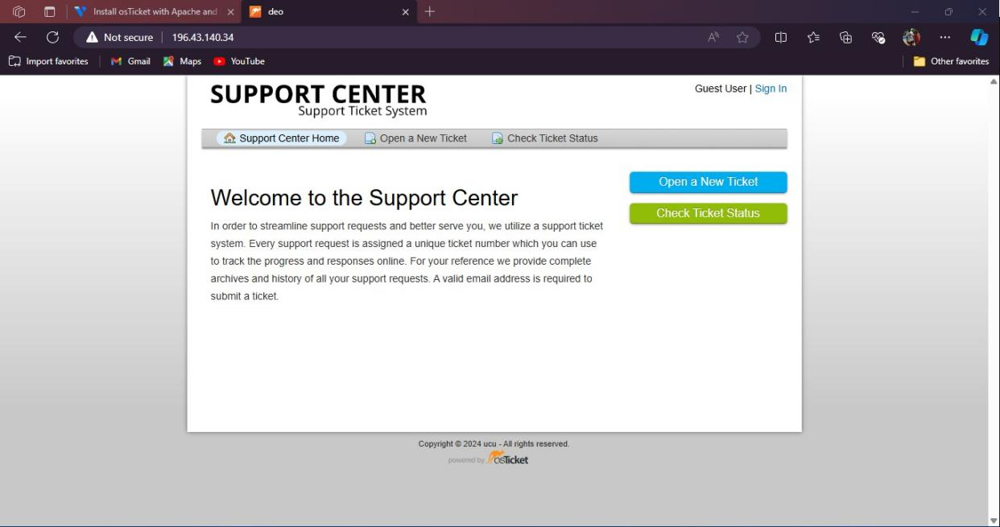 Install osTicket with Apache and
deo
Not secure
196.43.140.34
Import favorites
Gmail
Maps
YouTube
Other favorites
SUPPORT CENTER
Support Ticket System
Guest User | Sign In
Support Center Home
Open a New Ticket
Check Ticket Status
Welcome to the Support Center
In order to streamline support requests and better serve you, we utilize a support ticket
system. Every support request is assigned a unique ticket number which you can use
to track the progress and responses online. For your reference we provide complete
archives and history of all your support requests. A valid email address is required to
submit a ticket.
Open a New Ticket
Check Ticket Status
Copyright © 2024 ucu - All rights reserved.
powered by osTicket